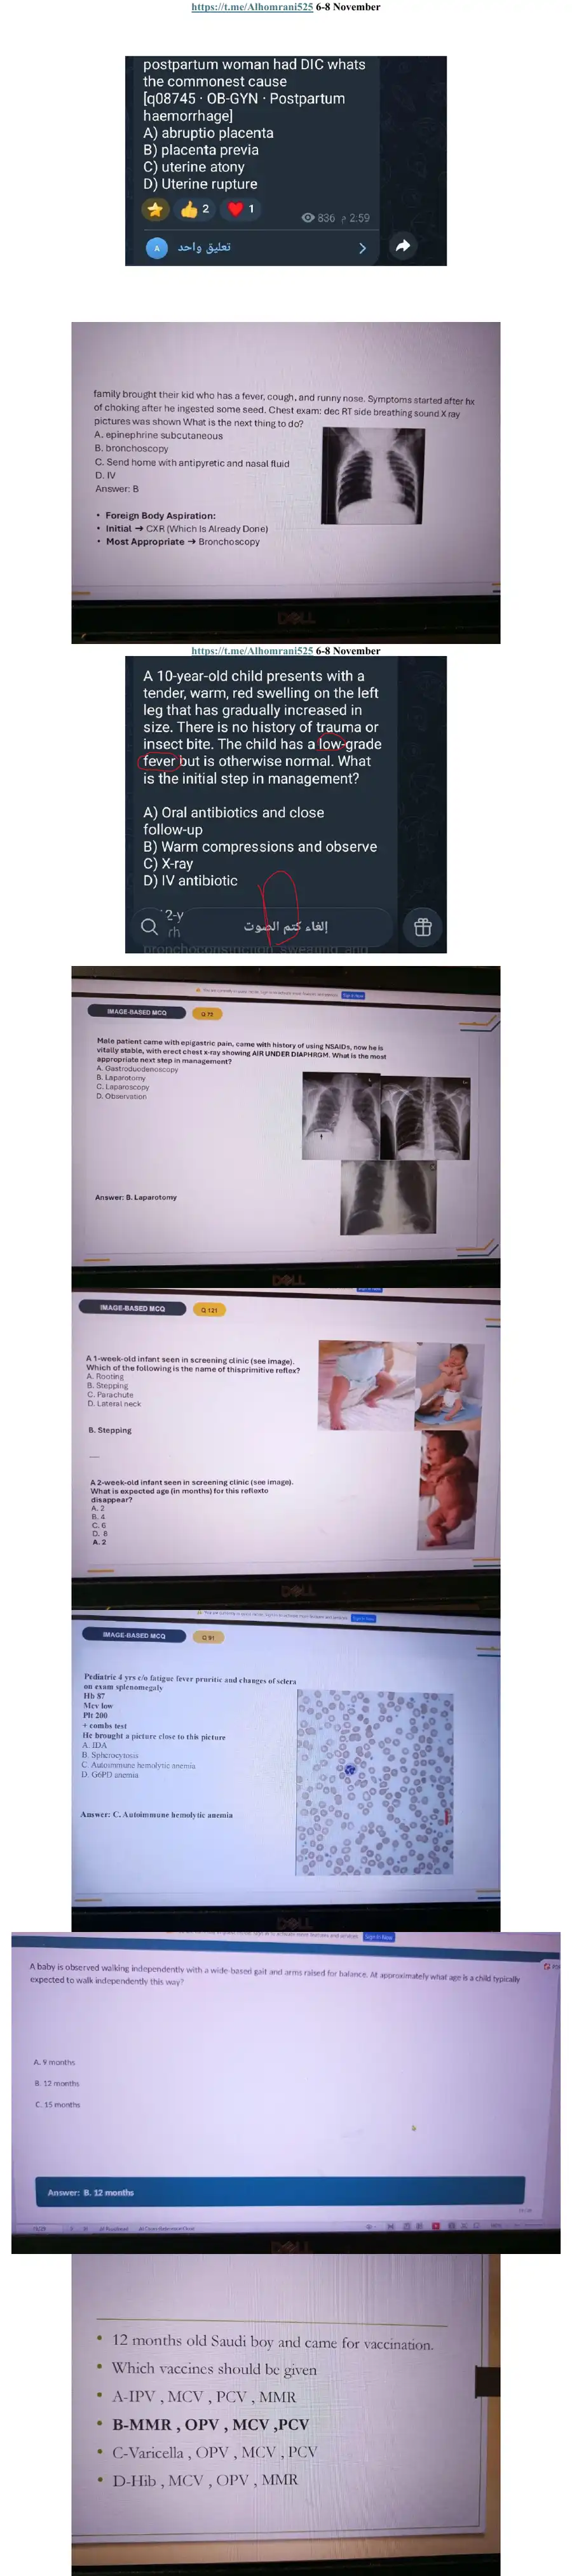 https://t.me/Alhomrani525 6-8 November
postpartum woman had DIC whats
the commonest cause
[q08745 · OB-GYN · Postpartum
haemorrhage]
A) abruptio placenta
B) placenta previa
C) uterine atony
D) Uterine rupture
2
1
836 2:59 م
A
تعليق واحد
family brought their kid who has a fever, cough, and runny nose. Symptoms started after hx
of choking after he ingested some seed. Chest exam: dec RT side breathing sound X ray
pictures was shown What is the next thing to do?
A. epinephrine subcutaneous
B. bronchoscopy
C. Send home with antipyretic and nasal fluid
D. IV
Answer: B
• Foreign Body Aspiration:
• Initial → CXR (Which Is Already Done)
• Most Appropriate → Bronchoscopy
DELL
https://t.me/Alhomrani525 6-8 November
A 10-year-old child presents with a
tender, warm, red swelling on the left
leg that has gradually increased in
size. There is no history of trauma or
insect bite. The child has a low-grade
fever but is otherwise normal. What
is the initial step in management?
A) Oral antibiotics and close
follow-up
B) Warm compressions and observe
C) X-ray
D) IV antibiotic
2-y
إلغاء كتم الصوت
rh
bronchoconstriction sweating and
IMAGE-BASED MCQ
Q 73
Male patient came with epigastric pain, came with history of using NSAIDs, now he is
vitally stable, with erect chest x-ray showing AIR UNDER DIAPHRGM. What is the most
appropriate next step in management?
A. Gastroduodenoscopy
B. Laparotomy
C. Laparoscopy
D. Observation
Answer: B. Laparotomy
DELL
IMAGE-BASED MCQ
Q 121
A 1-week-old infant seen in screening clinic (see image).
Which of the following is the name of thisprimitive reflex?
A. Rooting
B. Stepping
C. Parachute
D. Lateral neck
B. Stepping
A 2-week-old infant seen in screening clinic (see image).
What is expected age (in months) for this reflexto
disappear?
A. 2
B. 4
C. 6
D. 8
A. 2
DELL
IMAGE-BASED MCQ
Q 91
Pediatric 4 yrs c/o fatigue fever pruritic and changes of sclera
on exam splenomegaly
Hb 87
Mcv low
Plt 200
+ combs test
He brought a picture close to this picture
A. IDA
B. Spherocytosis
C. Autoimmune hemolytic anemia
D. G6PD anemia
Answer: C. Autoimmune hemolytic anemia
DELL
Sign In Now
A baby is observed walking independently with a wide-based gait and arms raised for balance. At approximately what age is a child typically
expected to walk independently this way?
A. 9 months
B. 12 months
C. 15 months
Answer: B. 12 months
DELL
• 12 months old Saudi boy and came for vaccination.
• Which vaccines should be given
• A-IPV , MCV , PCV , MMR
• B-MMR , OPV , MCV ,PCV
• C-Varicella , OPV , MCV , PCV
• D-Hib , MCV , OPV , MMR